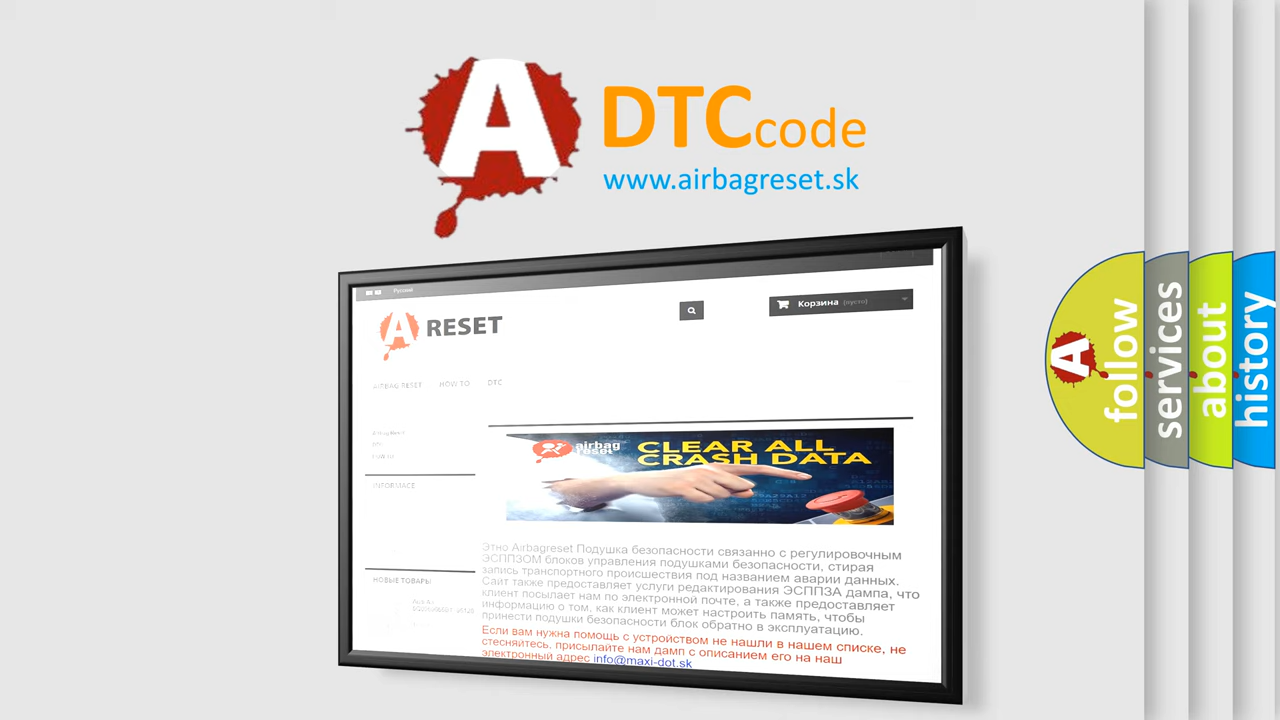 A DTC code
www.airbagreset.sk
Русский
A RESET
Корзина (пусто)
AIRBAG RESET HOW TO DTC
INFORMACE
airbag
reset
CLEAR ALL
CRASH DATA
Этно Airbagreset Подушка безопасности связанно с регулировочным
ЭСППЗОМ блоков управления подушками безопасности, стирая
запись транспортного происшествия под названием аварии данных.
Сайт также предоставляет услуги редактирования ЭСППЗА дампа, что
клиент посылает нам по электронной почте, а также предоставляет
информацию о том, как клиент может настроить память, чтобы
принести подушки безопасности блок обратно в эксплуатацию.
Если вам нужна помощь с устройством не нашли в нашем списке, не
стесняйтесь, присылайте нам дамп с описанием его на наш
электронный адрес info@maxi-dot.sk
НОВЫЕ ТОВАРЫ
A
follow
services
about
history